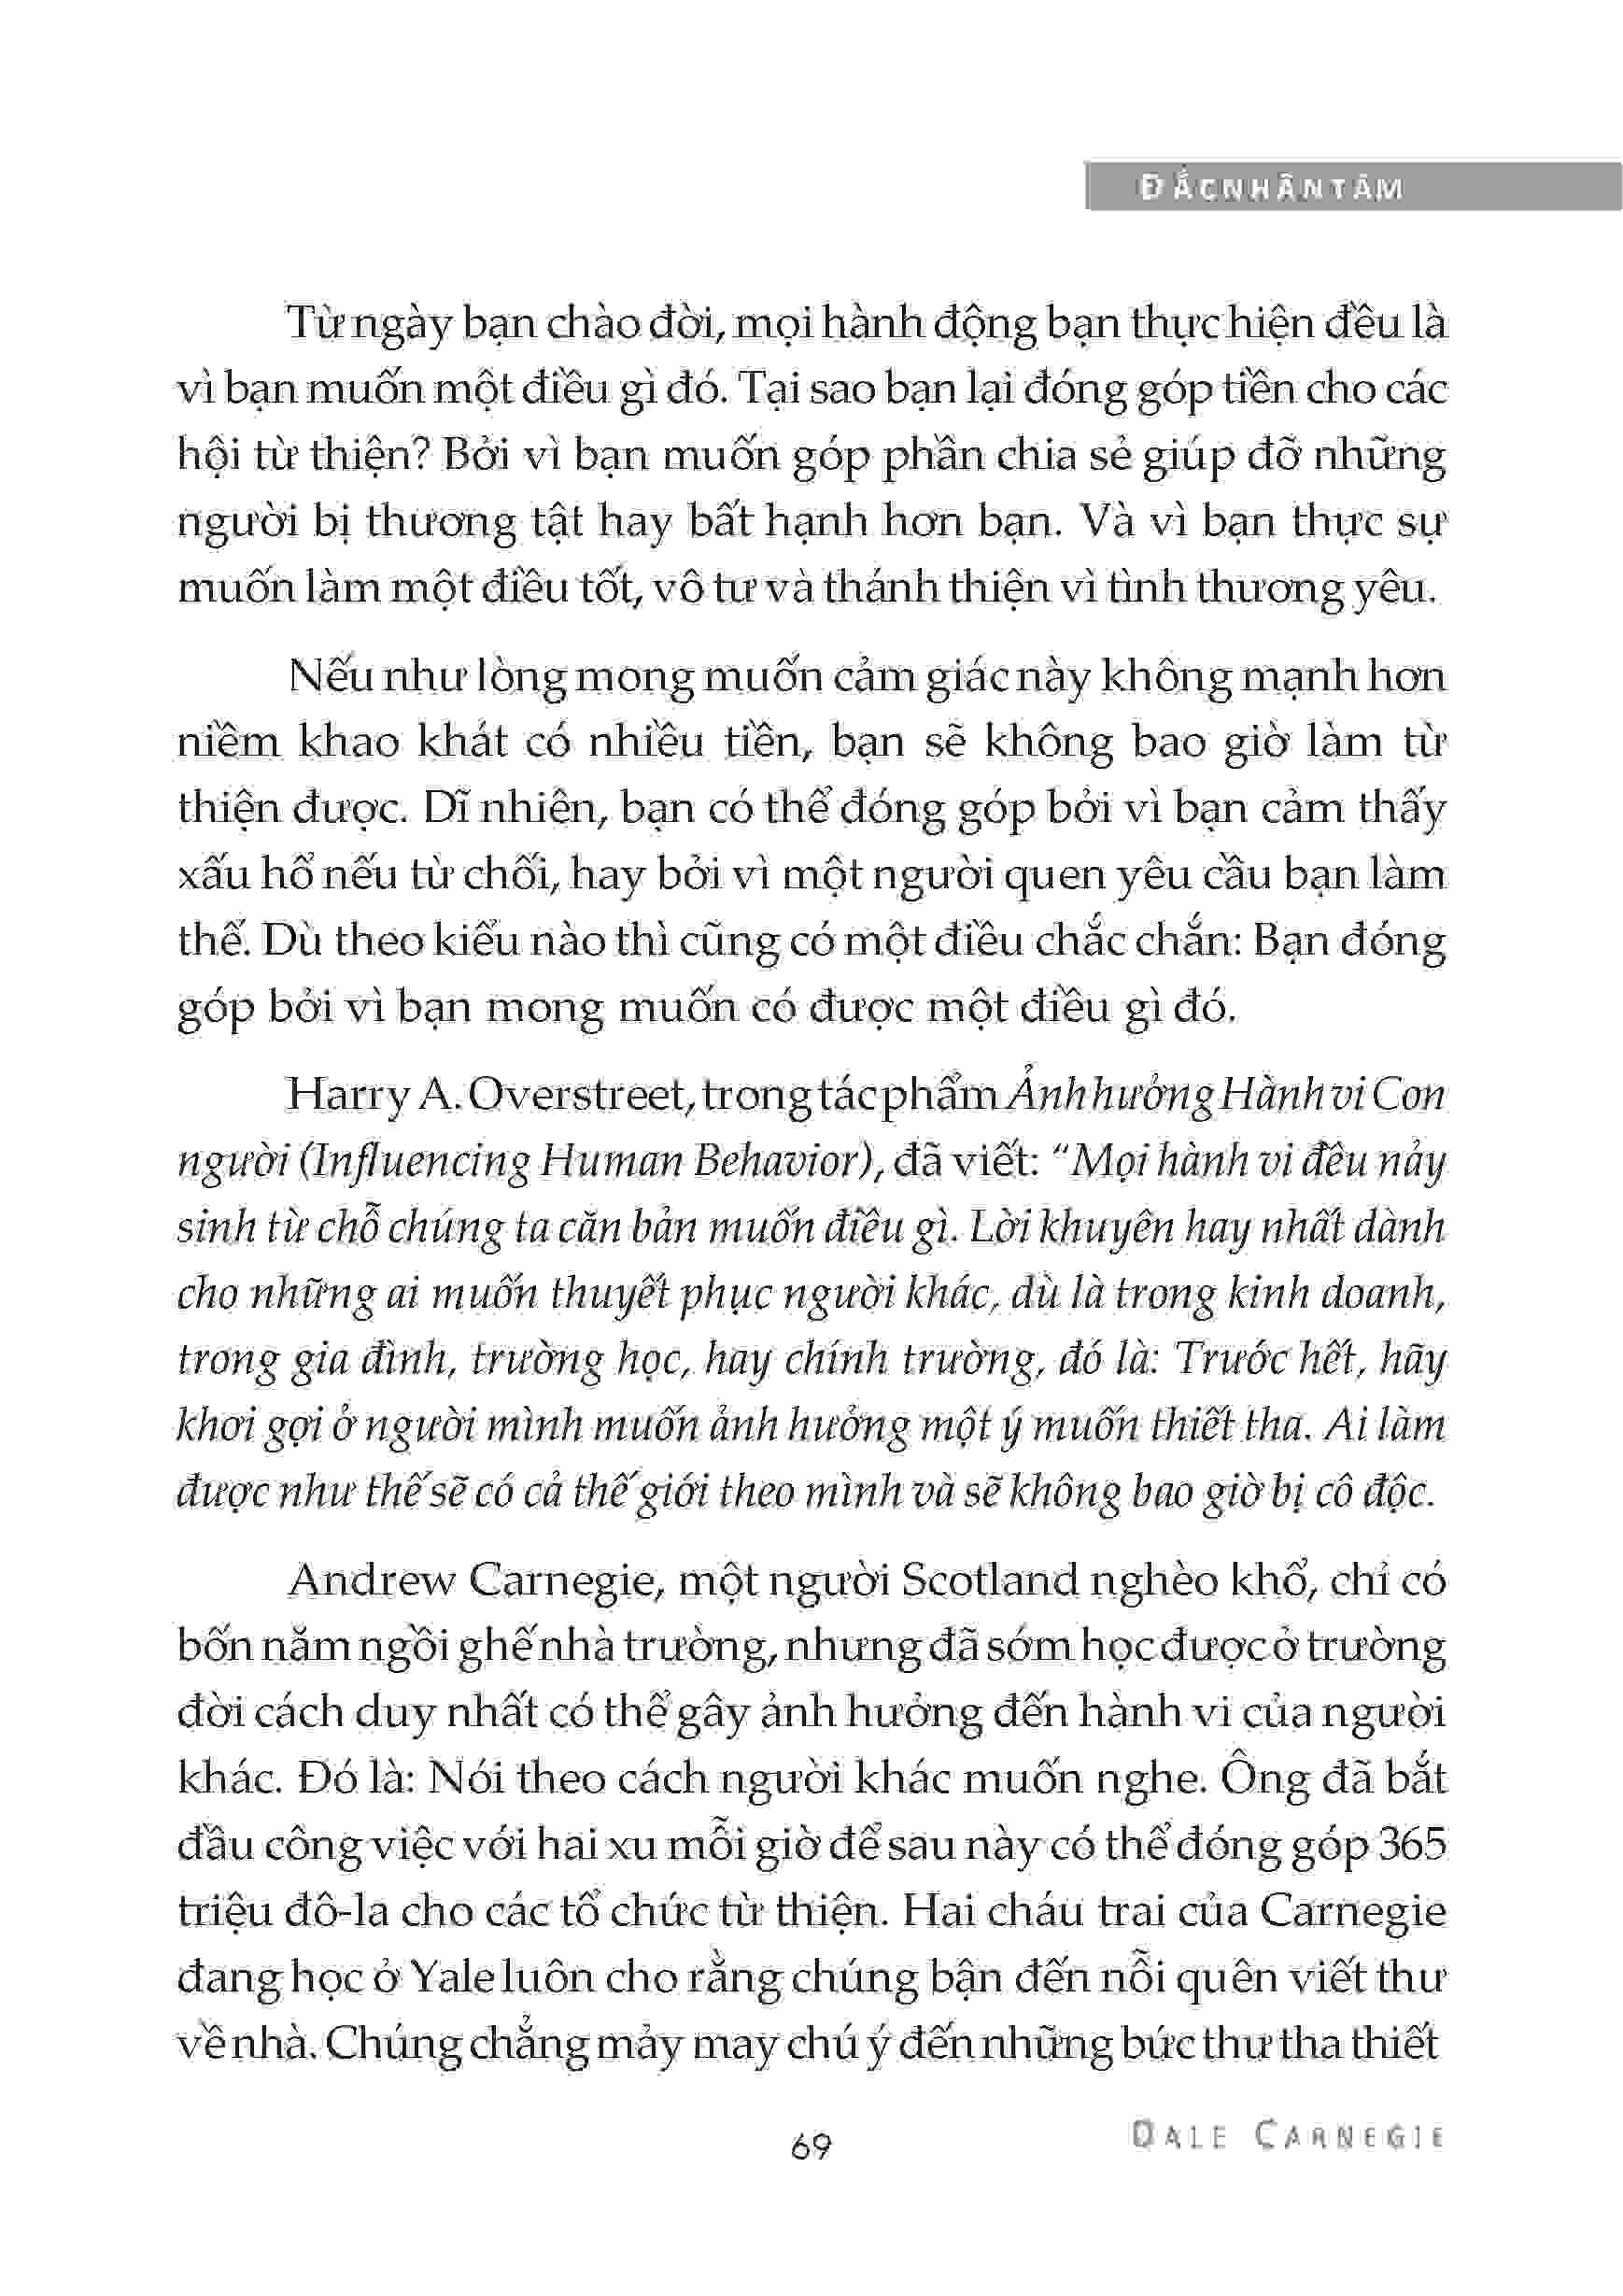 ĐẮC NHÂN TÂM
Từ ngày bạn chào đời, mọi hành động bạn thực hiện đều là
vì bạn muốn một điều gì đó. Tại sao bạn lại đóng góp tiền cho các
hội từ thiện? Bởi vì bạn muốn góp phần chia sẻ giúp đỡ những
người bị thương tật hay bất hạnh hơn bạn. Và vì bạn thực sự
muốn làm một điều tốt, vô tư và thánh thiện vì tình thương yêu.
Nếu như lòng mong muốn cảm giác này không mạnh hơn
niềm khao khát có nhiều tiền, bạn sẽ không bao giờ làm từ
thiện được. Dĩ nhiên, bạn có thể đóng góp bởi vì bạn cảm thấy
xấu hổ nếu từ chối, hay bởi vì một người quen yêu cầu bạn làm
thế. Dù theo kiểu nào thì cũng có một điều chắc chắn: Bạn đóng
góp bởi vì bạn mong muốn có được một điều gì đó.
Harry A. Overstreet, trong tác phẩm Ảnh hưởng Hành vi Con
người (Influencing Human Behavior), đã viết: “Mọi hành vi đều nảy
sinh từ chỗ chúng ta căn bản muốn điều gì. Lời khuyên hay nhất dành
cho những ai muốn thuyết phục người khác, dù là trong kinh doanh,
trong gia đình, trường học, hay chính trường, đó là: Trước hết, hãy
khơi gợi ở người mình muốn ảnh hưởng một ý muốn thiết tha. Ai làm
được như thế sẽ có cả thế giới theo mình và sẽ không bao giờ bị cô độc.
Andrew Carnegie, một người Scotland nghèo khổ, chỉ có
bốn năm ngồi ghế nhà trường, nhưng đã sớm học được ở trường
đời cách duy nhất có thể gây ảnh hưởng đến hành vi của người
khác. Đó là: Nói theo cách người khác muốn nghe. Ông đã bắt
đầu công việc với hai xu mỗi giờ để sau này có thể đóng góp 365
triệu đô-la cho các tổ chức từ thiện. Hai cháu trai của Carnegie
đang học ở Yale luôn cho rằng chúng bận đến nỗi quên viết thư
về nhà. Chúng chẳng mảy may chú ý đến những bức thư tha thiết
69
DALE CARNEGIE